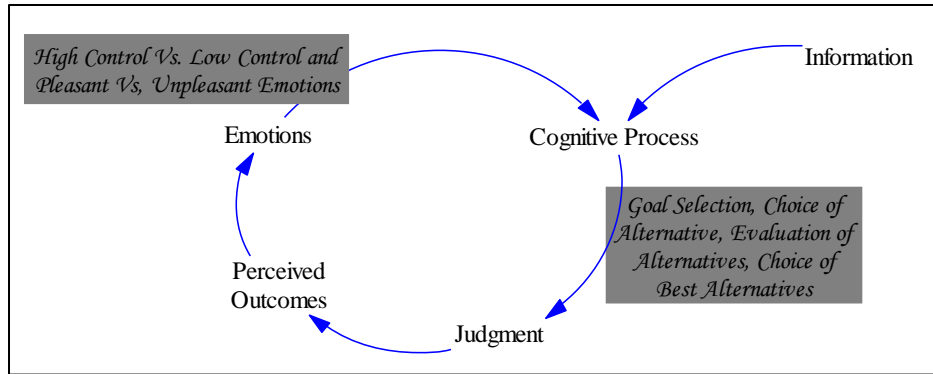 High Control Vs. Low Control and
Pleasant Vs, Unpleasant Emotions
Information
Emotions
Cognitive Process
Goal Selection, Choice of
Alternative, Evaluation of
Alternatives, Choice of
Best Alternatives
Perceived
Outcomes
Judgment